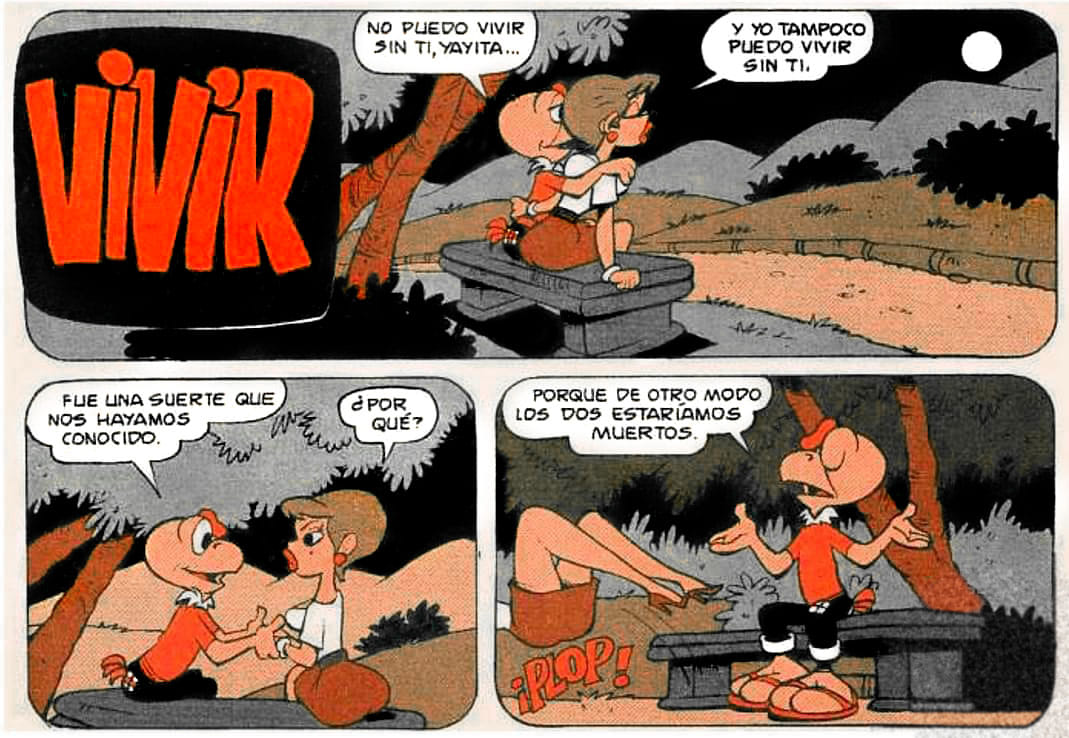 VIVIR
NO PUEDO VIVIR
SIN TI, YAYITA...
Y YO TAMPOCO
PUEDO VIVIR
SIN TI.
FUE UNA SUERTE QUE
NOS HAYAMOS
CONOCIDO.
¿POR
QUÉ?
PORQUE DE OTRO MODO
LOS DOS ESTARÍAMOS
MUERTOS.
¡PLOP!